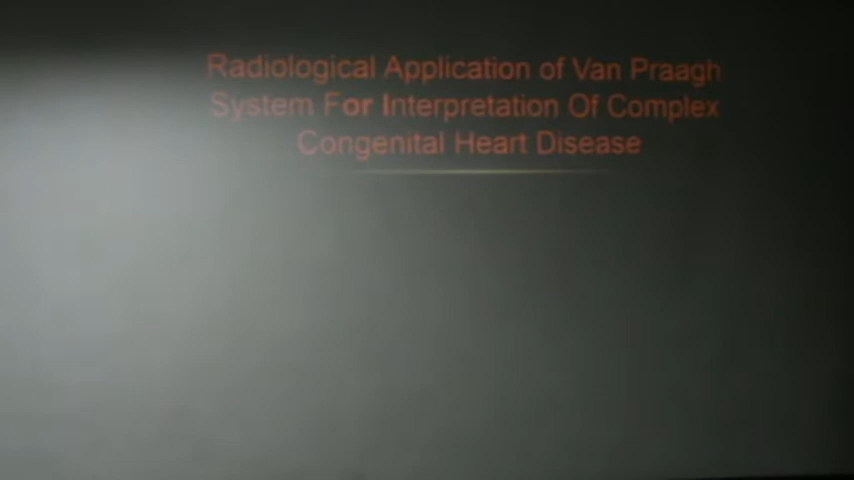 Radiological Application of Van Praagh
System For Interpretation Of Complex
Congenital Heart Disease